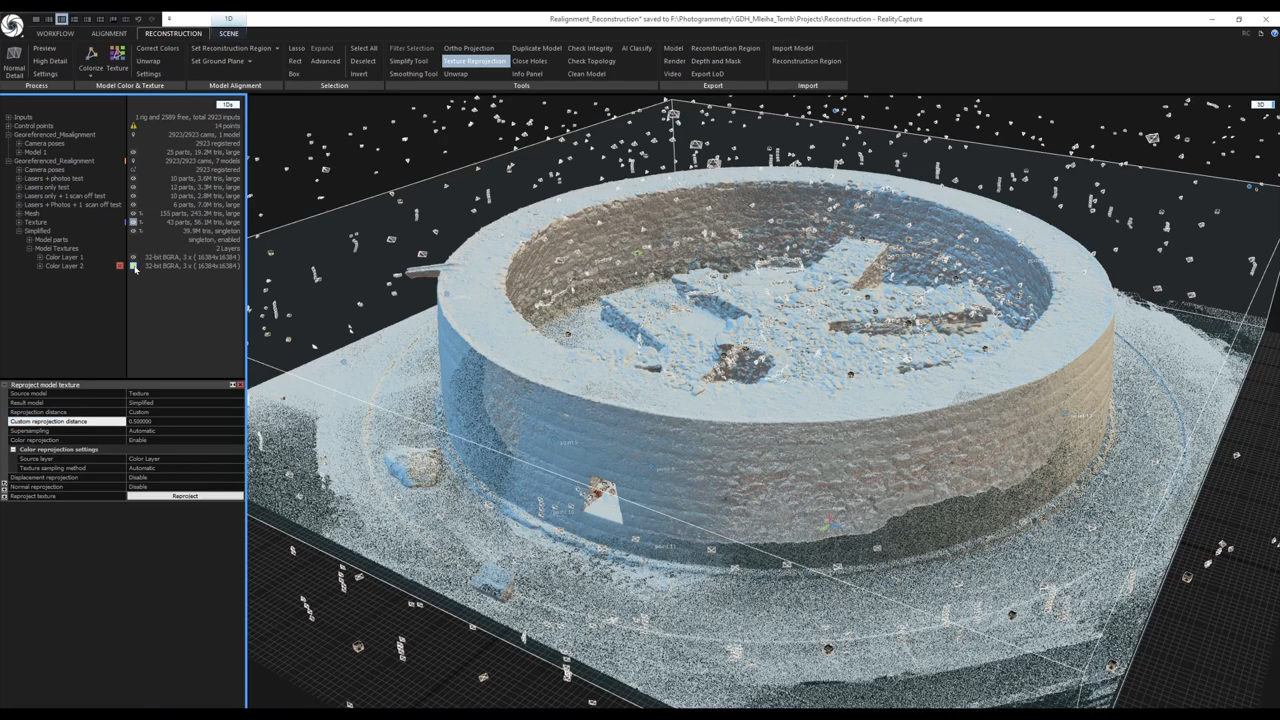 1D
Realignment_Reconstruction* saved to F:\Photogrammetry\GDH_Mleiha_Tomb\Projects\Reconstruction - RealityCapture
WORKFLOW ALIGNMENT RECONSTRUCTION SCENE
RC
Normal Detail
Preview
High Detail
Settings
Process
Colorize
Texture
Correct Colors
Unwrap
Settings
Model Color & Texture
Set Reconstruction Region
Set Ground Plane
Model Alignment
Lasso Expand Select All
Rect Advanced Deselect
Box Invert
Selection
Filter Selection Ortho Projection Duplicate Model Check Integrity AI Classify
Simplify Tool Texture Reprojection Close Holes Check Topology
Smoothing Tool Unwrap Info Panel Clean Model
Tools
Model Reconstruction Region
Render Depth and Mask
Video Export LoD
Export
Import Model
Reconstruction Region
Import
1Ds
3D
Inputs 1 rig and 2589 free, total 2923 inputs
Control points 14 points
Georeferenced_Misalignment 2923/2923 cams, 1 model
Camera poses 2923 registered
Model 1 25 parts, 19.2M tris, large
Georeferenced_Realignment 2923/2923 cams, 7 models
Camera poses 2923 registered
Lasers + photos test 10 parts, 3.6M tris, large
Lasers only test 12 parts, 3.3M tris, large
Lasers only + 1 scan off test 10 parts, 2.8M tris, large
Lasers + Photos + 1 scan off test 6 parts, 7.0M tris, large
Mesh 155 parts, 243.2M tris, large
Texture 43 parts, 56.1M tris, large
Simplified 39.9M tris, singleton
Model parts singleton, enabled
Model Textures 2 Layers
Color Layer 1 32-bit BGRA, 3 x ( 16384x16384 )
Color Layer 2 32-bit BGRA, 3 x ( 16384x16384 )
Reproject model texture
Source model Texture
Result model Simplified
Reprojection distance Custom
Custom reprojection distance 0.500000
Supersampling Automatic
Color reprojection Enable
Color reprojection settings
Source layer Color Layer
Texture sampling method Automatic
Displacement reprojection Disable
Normal reprojection Disable
Reproject texture Reproject